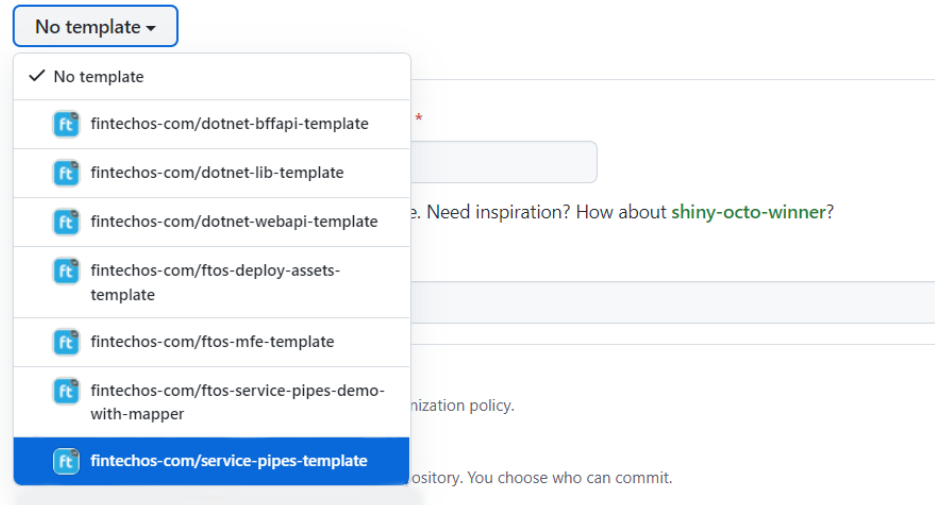 No template
No template
fintechos-com/dotnet-bffapi-template
*
fintechos-com/dotnet-lib-template
fintechos-com/dotnet-webapi-template
e. Need inspiration? How about shiny-octo-winner?
fintechos-com/ftos-deploy-assets-
template
fintechos-com/ftos-mfe-template
fintechos-com/ftos-service-pipes-demo-
with-mapper
nization policy.
fintechos-com/service-pipes-template
ository. You choose who can commit.